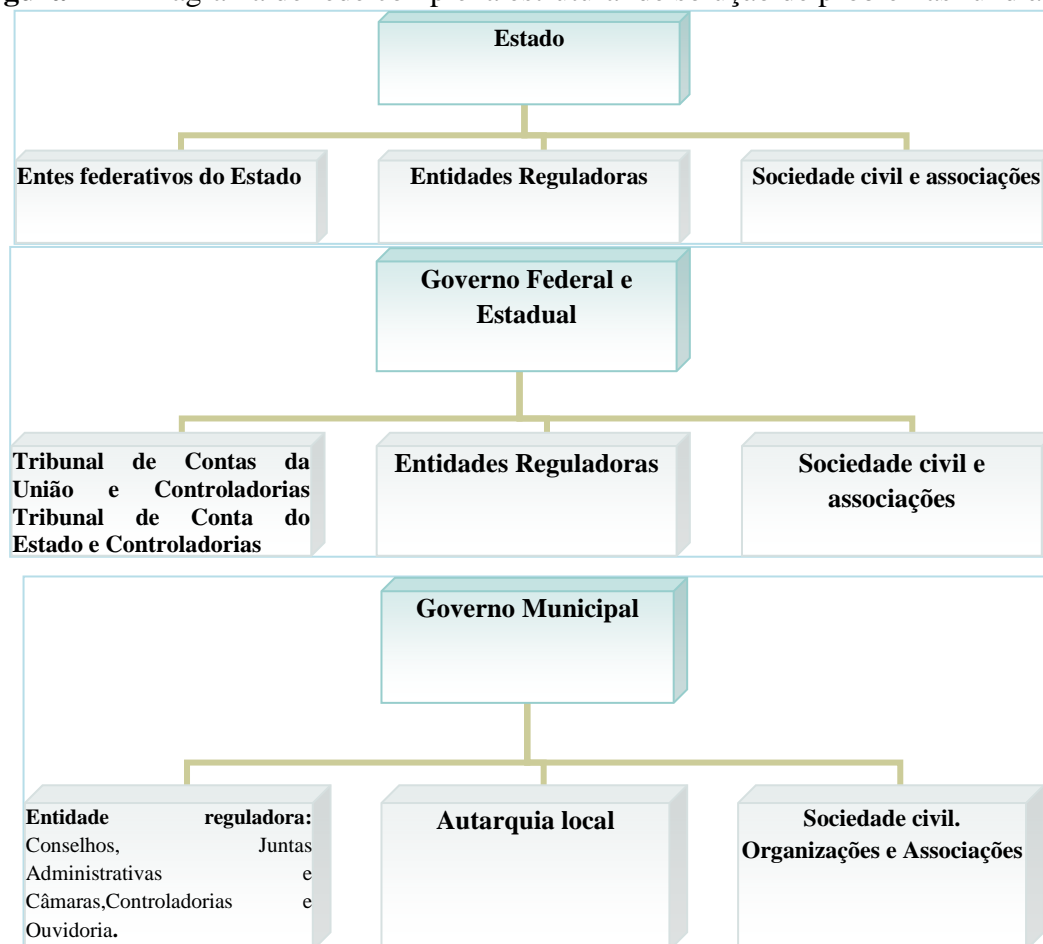 Estado
Entes federativos do Estado
Entidades Reguladoras
Sociedade civil e associações
Governo Federal e
Estadual
Tribunal de Contas da
União e Controladorias
Tribunal de Conta do
Estado e Controladorias
Entidades Reguladoras
Sociedade civil e
associações
Governo Municipal
Entidade reguladora:
Conselhos, Juntas
Administrativas e
Câmaras,Controladorias e
Ouvidoria.
Autarquia local
Sociedade civil.
Organizações e Associações